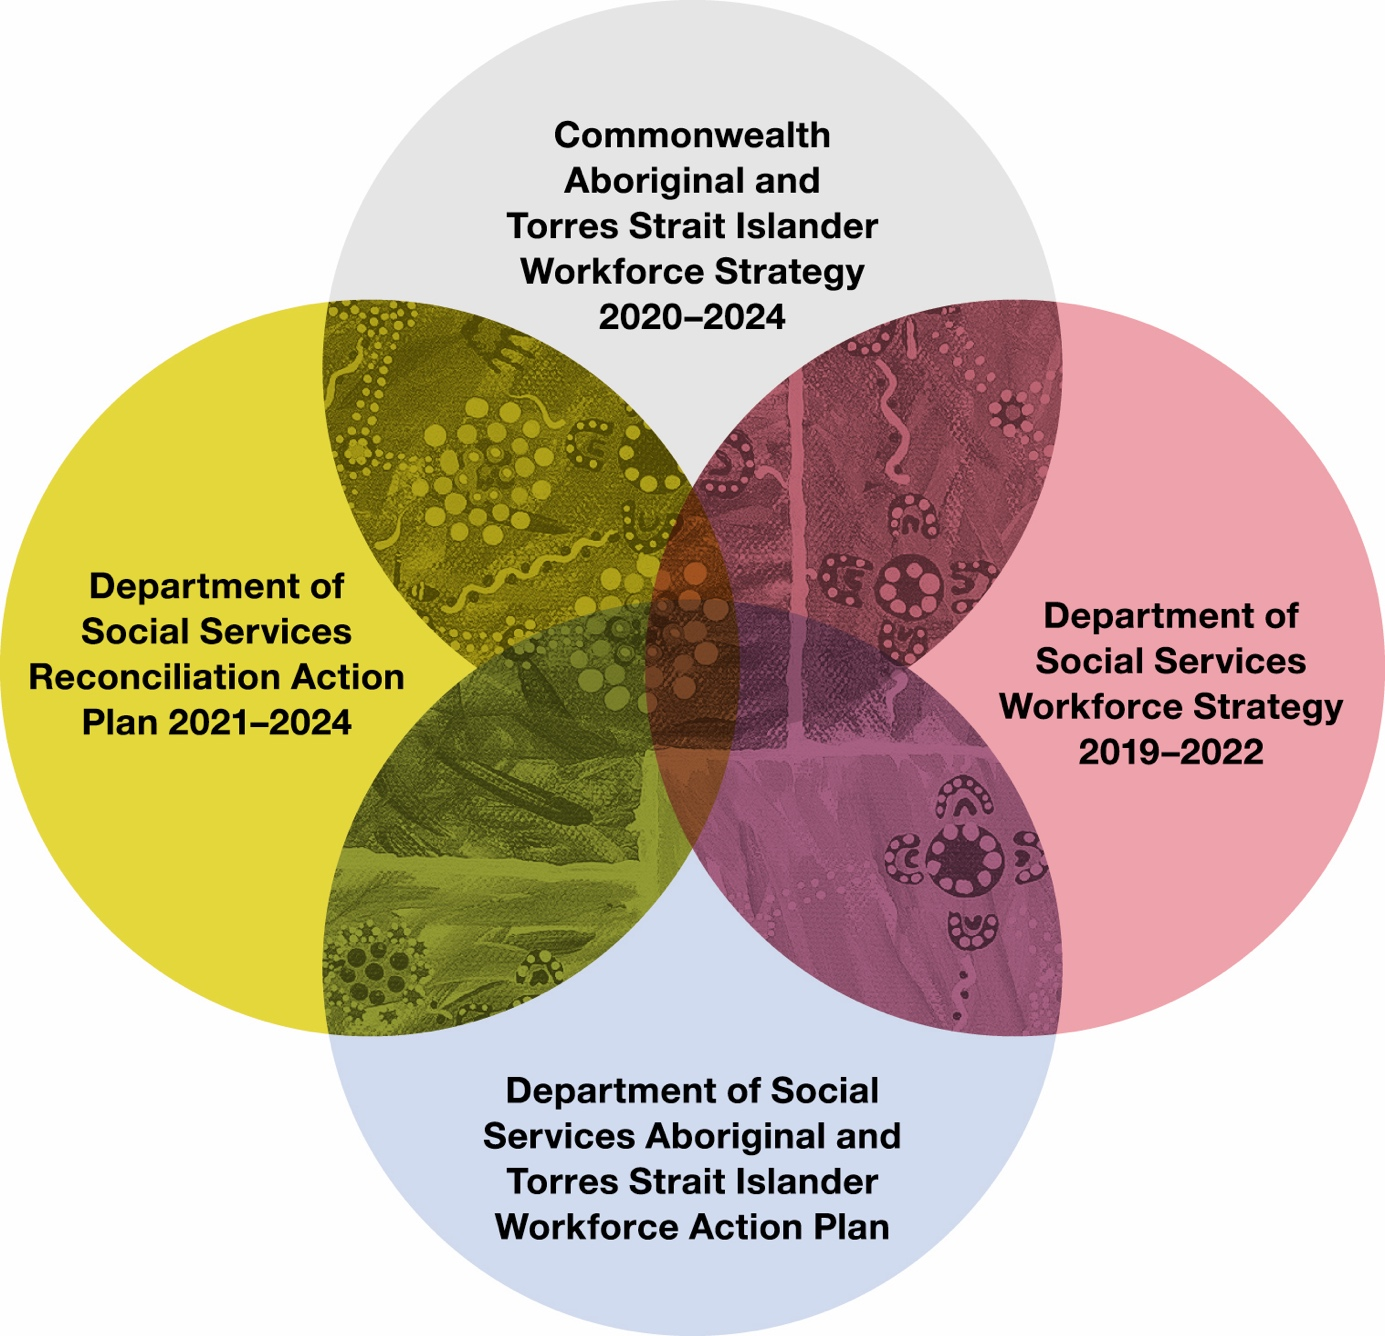 Commonwealth
Aboriginal and
Torres Strait Islander
Workforce Strategy
2020–2024
Department of
Social Services
Reconciliation Action
Plan 2021–2024
Department of
Social Services
Workforce Strategy
2019–2022
Department of Social
Services Aboriginal and
Torres Strait Islander
Workforce Action Plan